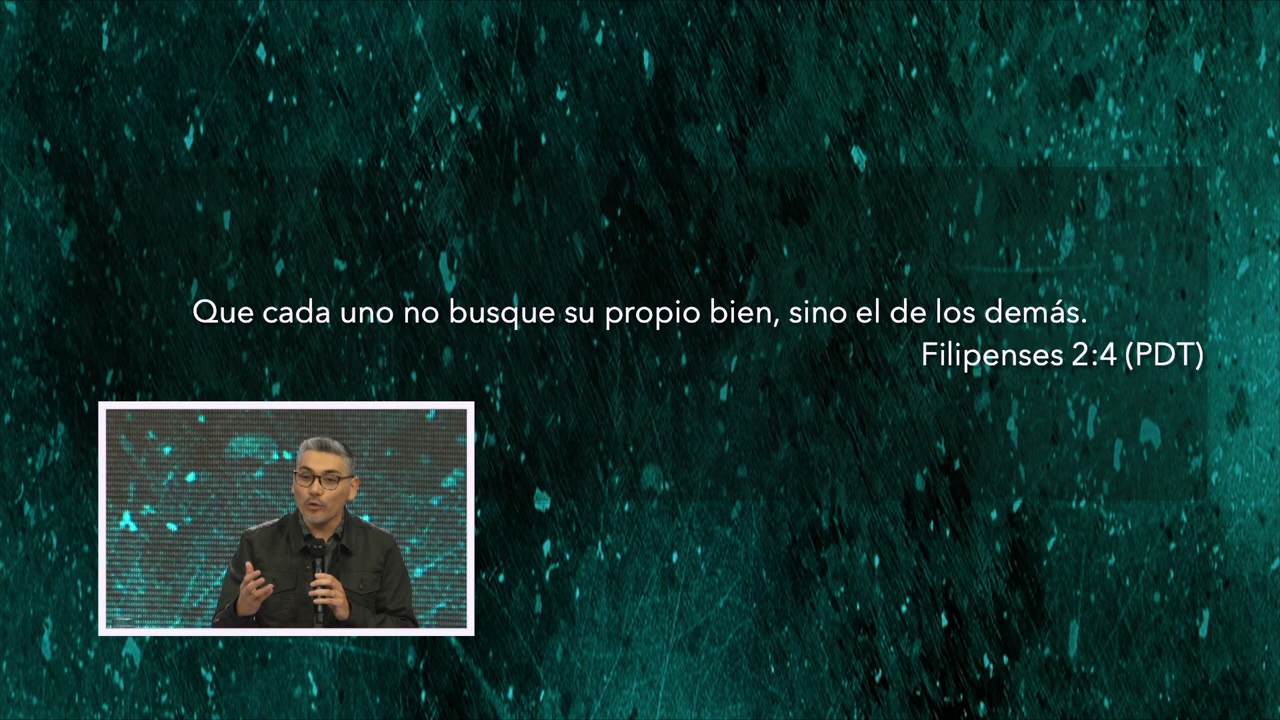 Que cada uno no busque su propio bien, sino el de los demás.
Filipenses 2:4 (PDT)